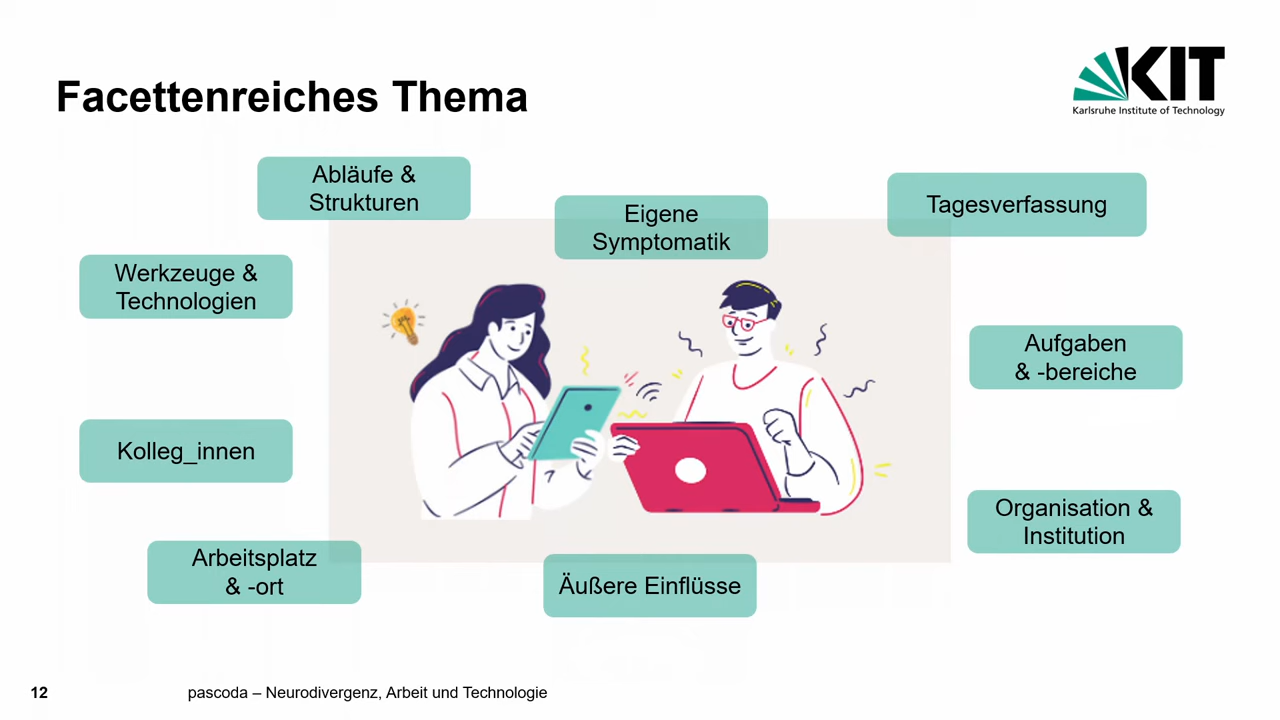 Facettenreiches Thema
KIT
Karlsruhe Institute of Technology
Abläufe &
Strukturen
Eigene
Symptomatik
Tagesverfassung
Werkzeuge &
Technologien
Aufgaben
& -bereiche
Kolleg_innen
Organisation &
Institution
Arbeitsplatz
& -ort
Äußere Einflüsse
12
pascoda – Neurodivergenz, Arbeit und Technologie